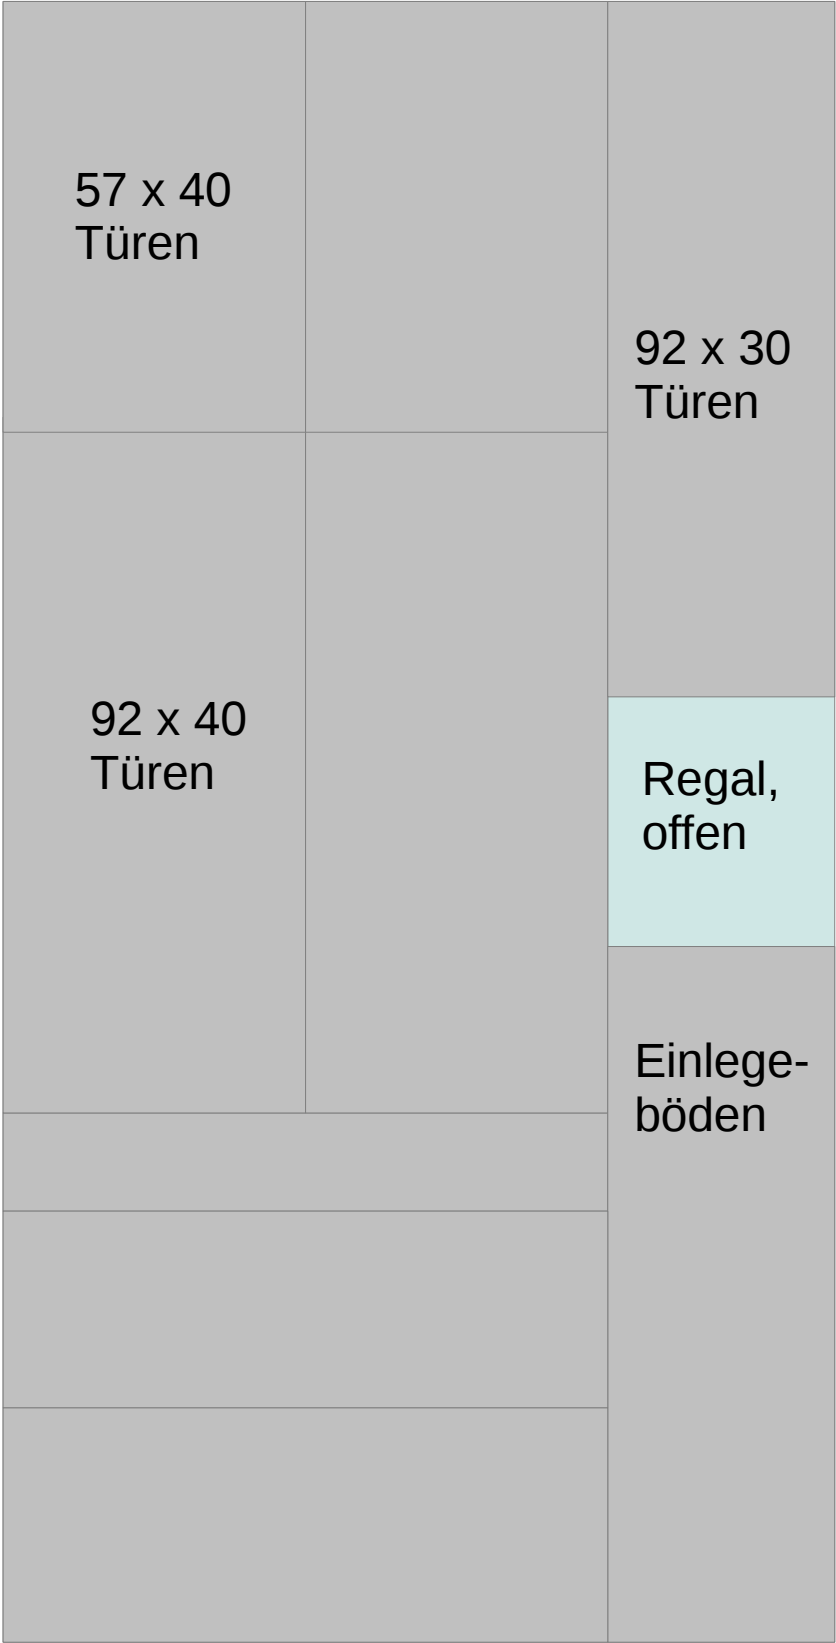 57 x 40
Türen
92 x 30
Türen
92 x 40
Türen
Regal,
offen
Einlege-
böden